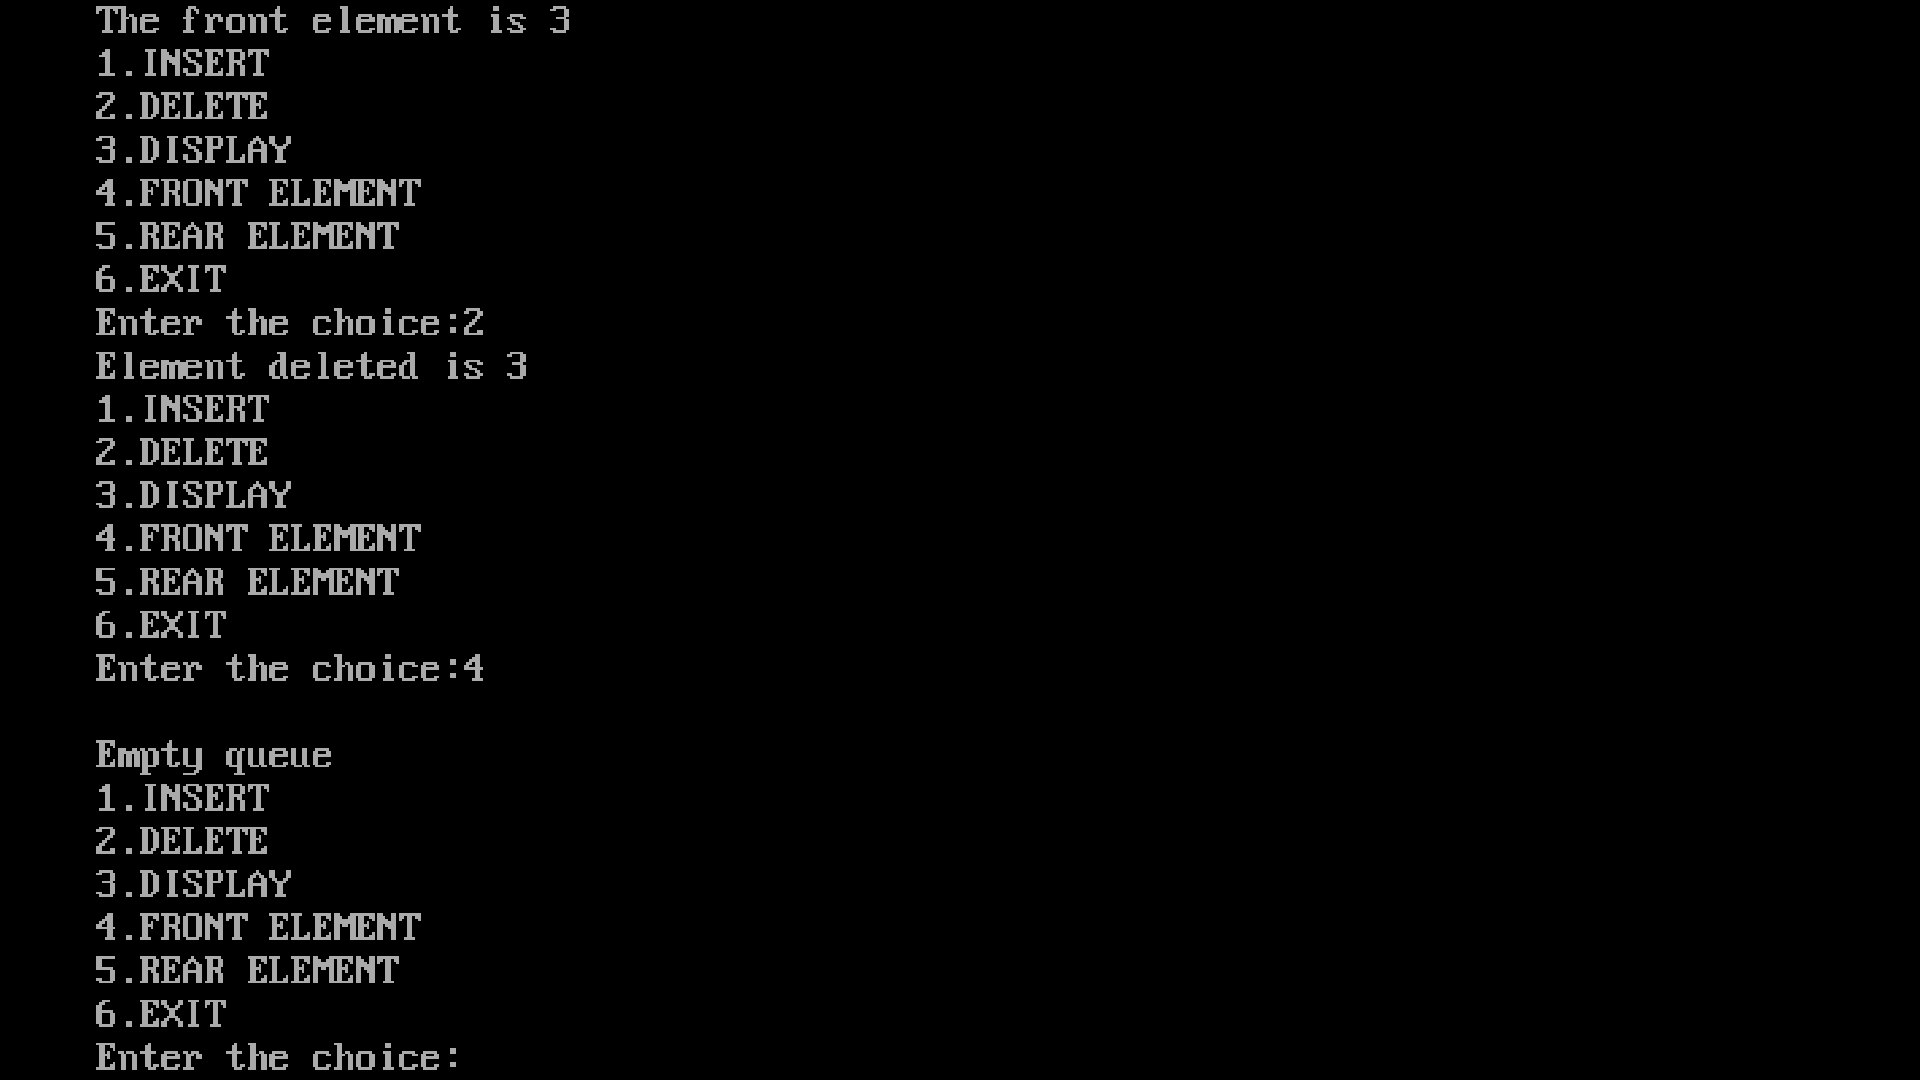 The front element is 3
1.INSERT
2.DELETE
3.DISPLAY
4.FRONT ELEMENT
5.REAR ELEMENT
6.EXIT
Enter the choice:2
Element deleted is 3
1.INSERT
2.DELETE
3.DISPLAY
4.FRONT ELEMENT
5.REAR ELEMENT
6.EXIT
Enter the choice:4
Empty queue
1.INSERT
2.DELETE
3.DISPLAY
4.FRONT ELEMENT
5.REAR ELEMENT
6.EXIT
Enter the choice: